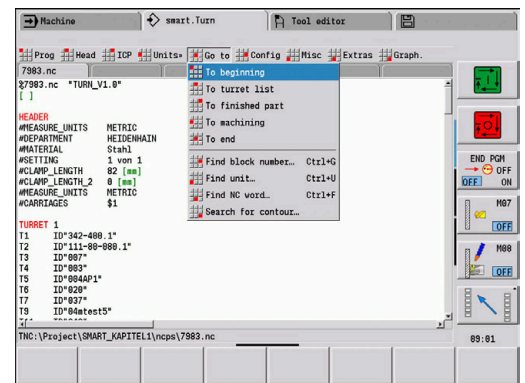 Machine
smart.Turn
Tool editor
Prog Head ICP Units» Go to Config Misc Extras Graph.
7983.nc
%7983.nc "TURN_V1.0"
[ ]
HEADER
#MEASURE_UNITS METRIC
#DEPARTMENT HEIDENHAIN
#MATERIAL Stahl
#SETTING 1 von 1
#CLAMP_LENGTH 82 [mm]
#CLAMP_LENGTH_2 0 [mm]
#MEASURE_UNITS METRIC
#CARRIAGES $1
TURRET 1
T1 ID"342-400.1"
T2 ID"111-80-080.1"
T3 ID"007"
T4 ID"003"
T5 ID"004AP1"
T6 ID"020"
T7 ID"037"
T9 ID"04mtest5"
To beginning
To turret list
To finished part
To machining
To end
Find block number… Ctrl+G
Find unit… Ctrl+U
Find NC word… Ctrl+F
Search for contour…
TNC:\Project\SMART_KAPITEL1\ncps\7983.nc
END PGM
OFF
OFF ON
M07
OFF
M08
OFF
09:01